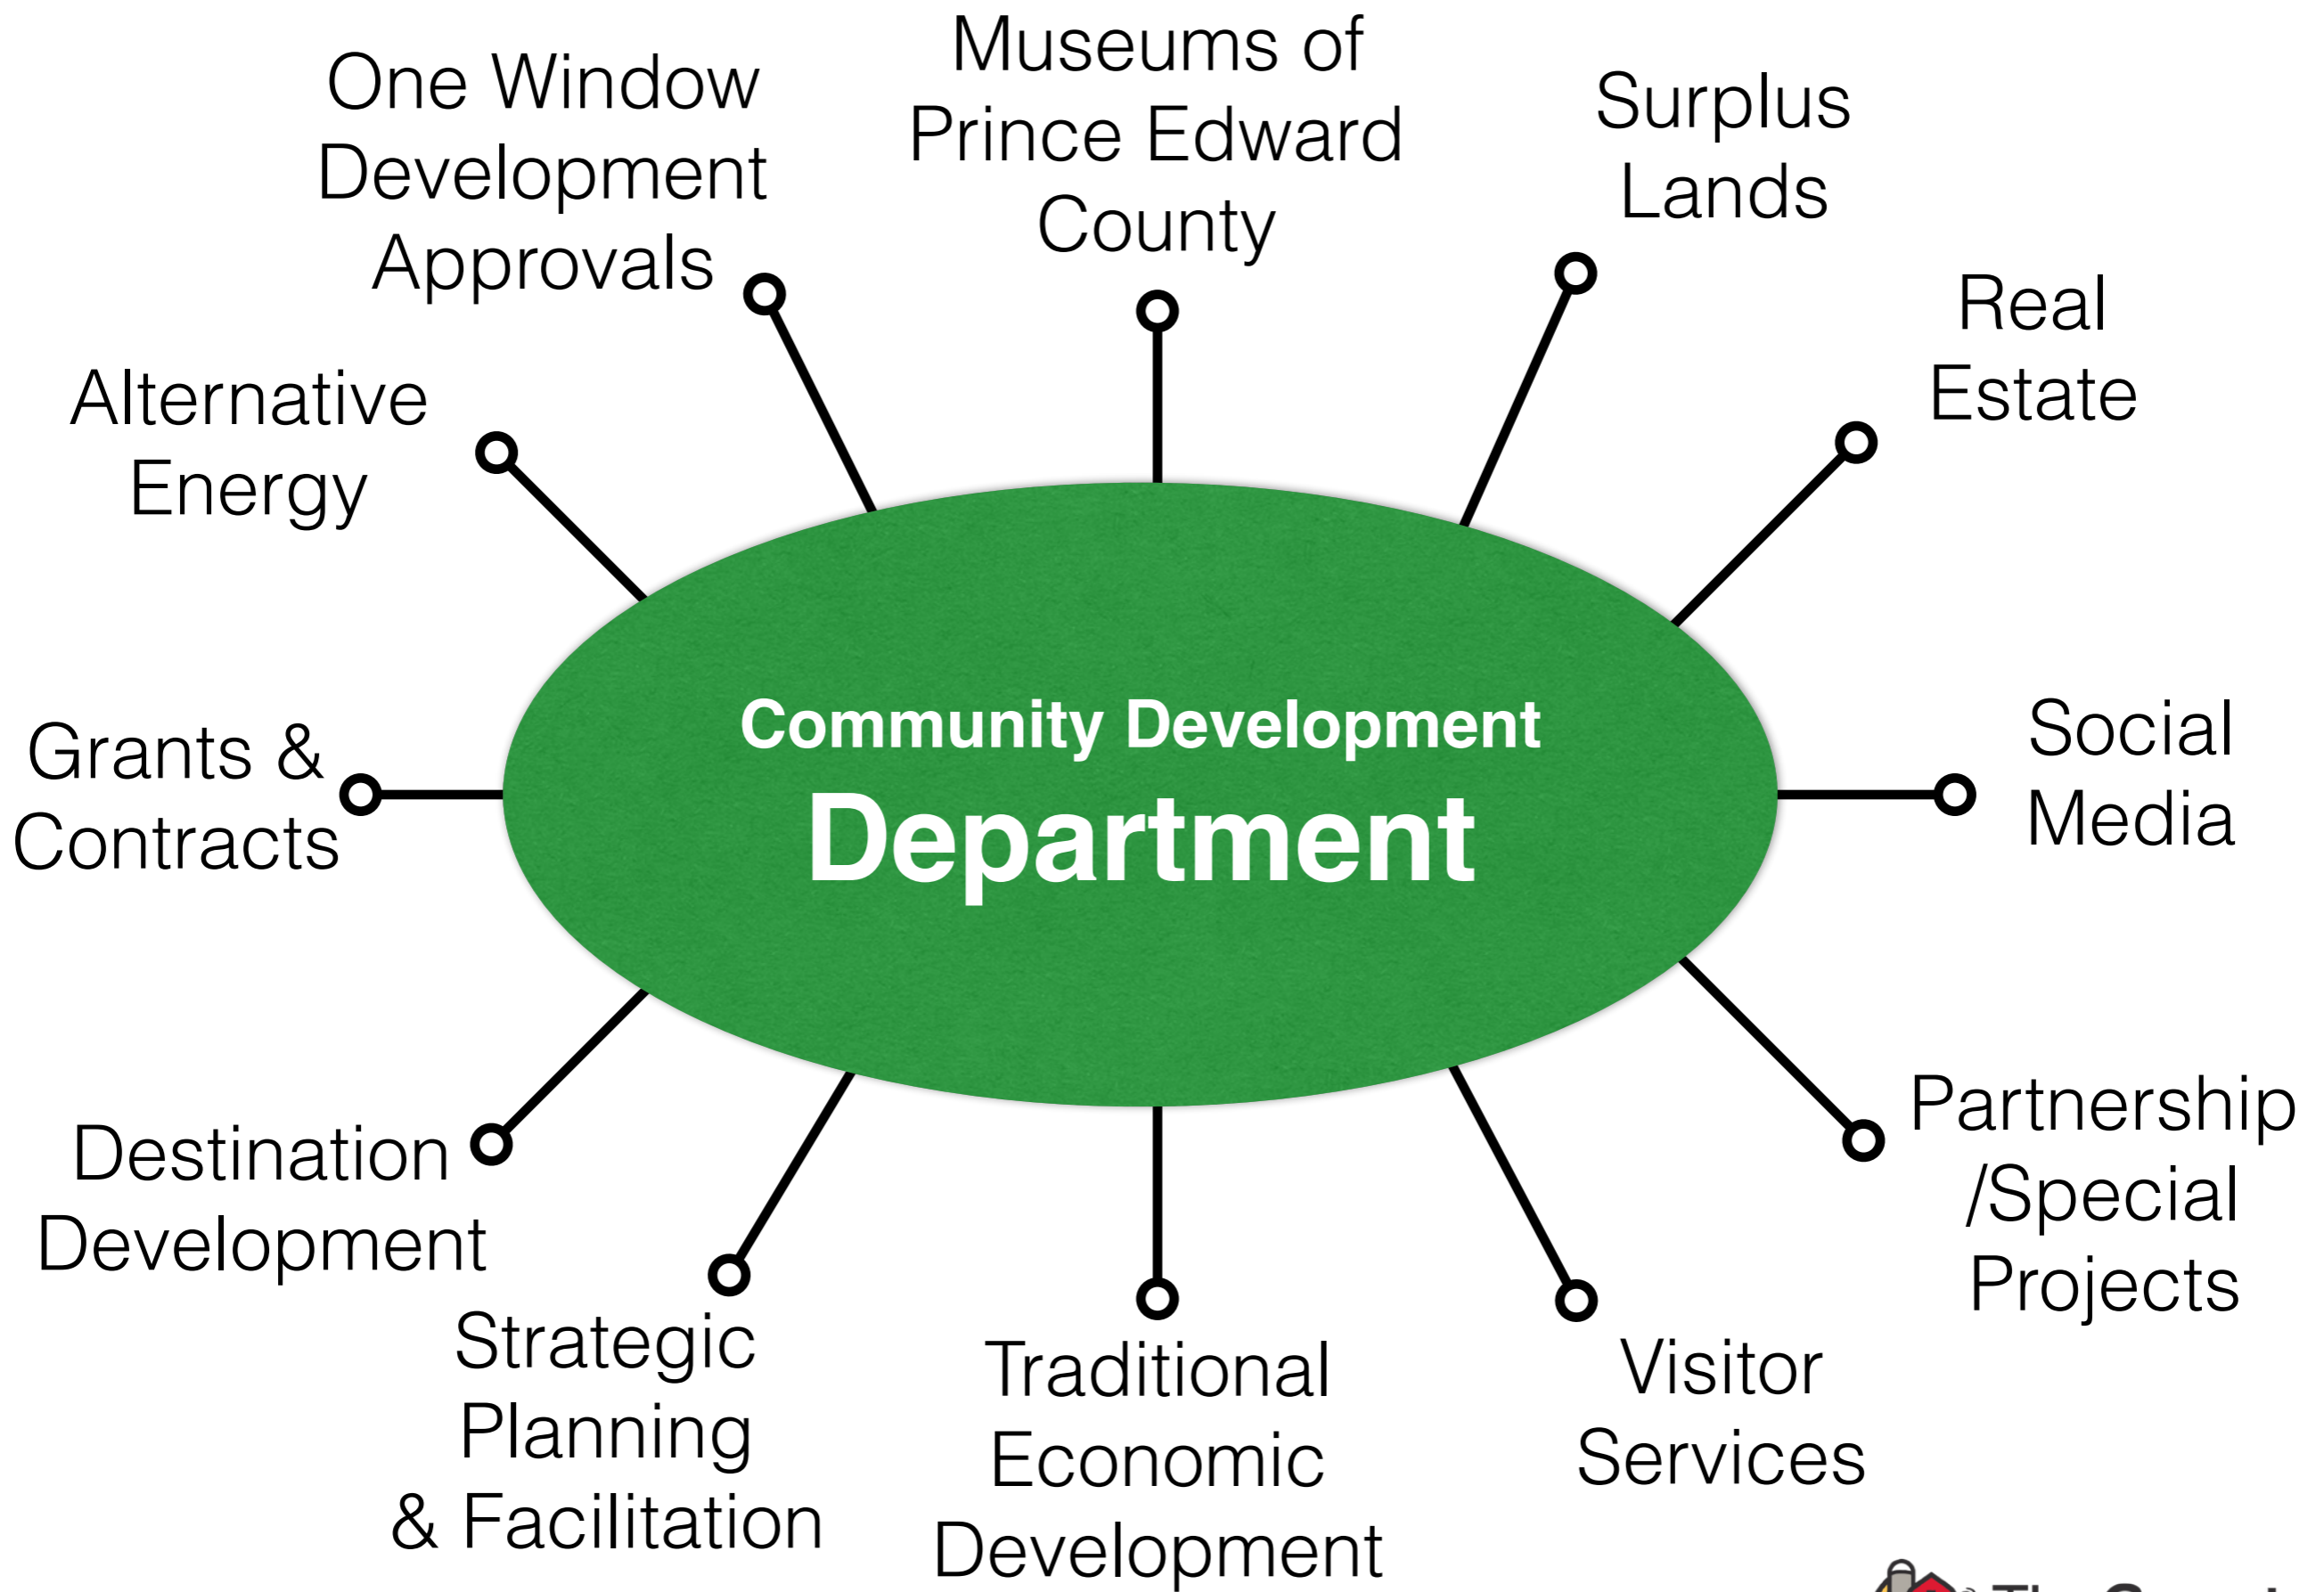 Museums of
Prince Edward
County
One Window
Development
Approvals
Surplus
Lands
Real
Estate
Alternative
Energy
Grants &
Contracts
Community Development
Department
Social
Media
Destination
Development
Partnership
/Special
Projects
Strategic
Planning
& Facilitation
Traditional
Economic
Development
Visitor
Services